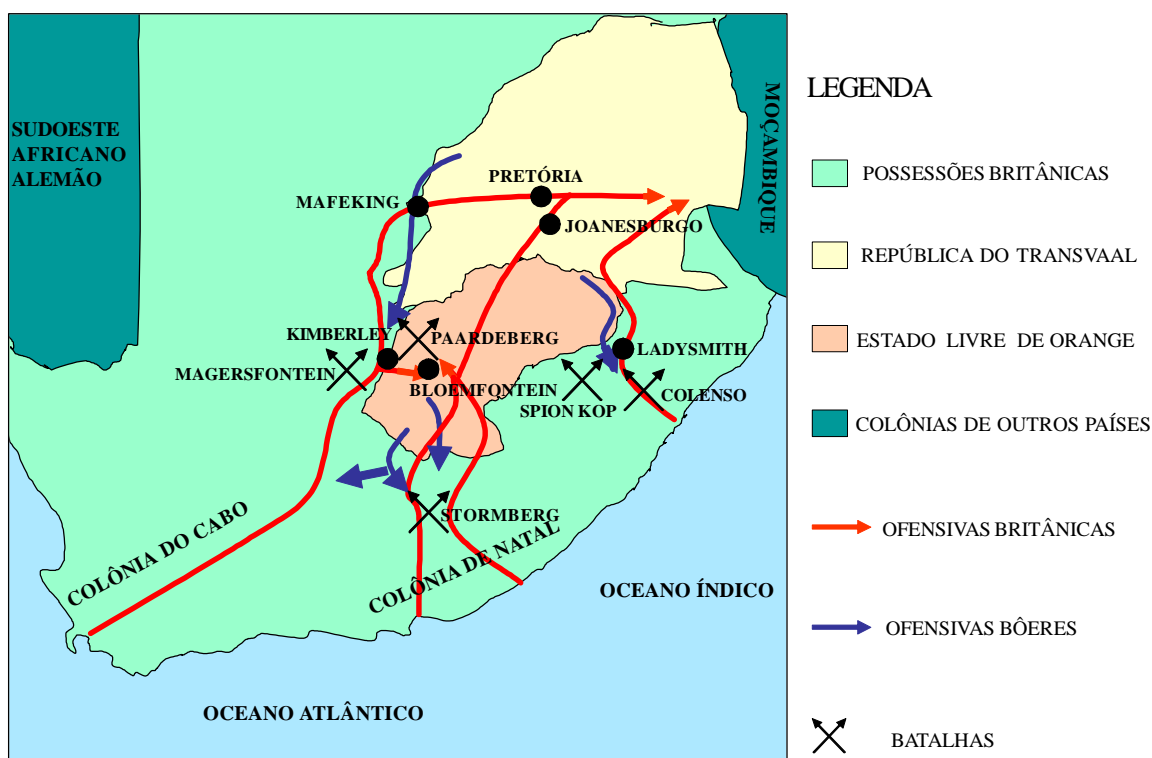 SUDOESTE
AFRICANO
ALEMÃO
MOÇAMBIQUE
PRETÓRIA
MAFEKING
JOANESBURGO
KIMBERLEY
PAARDEBERG
LADYSMITH
MAGERSFONTEIN
BLOEMFONTEIN
SPION KOP
COLENSO
STORMBERG
COLÔNIA DO CABO
COLÔNIA DE NATAL
OCEANO ÍNDICO
OCEANO ATLÂNTICO
LEGENDA
POSSESSÕES BRITÂNICAS
REPÚBLICA DO TRANSVAAL
ESTADO LIVRE DE ORANGE
COLÔNIAS DE OUTROS PAÍSES
OFENSIVAS BRITÂNICAS
OFENSIVAS BÔERES
BATALHAS